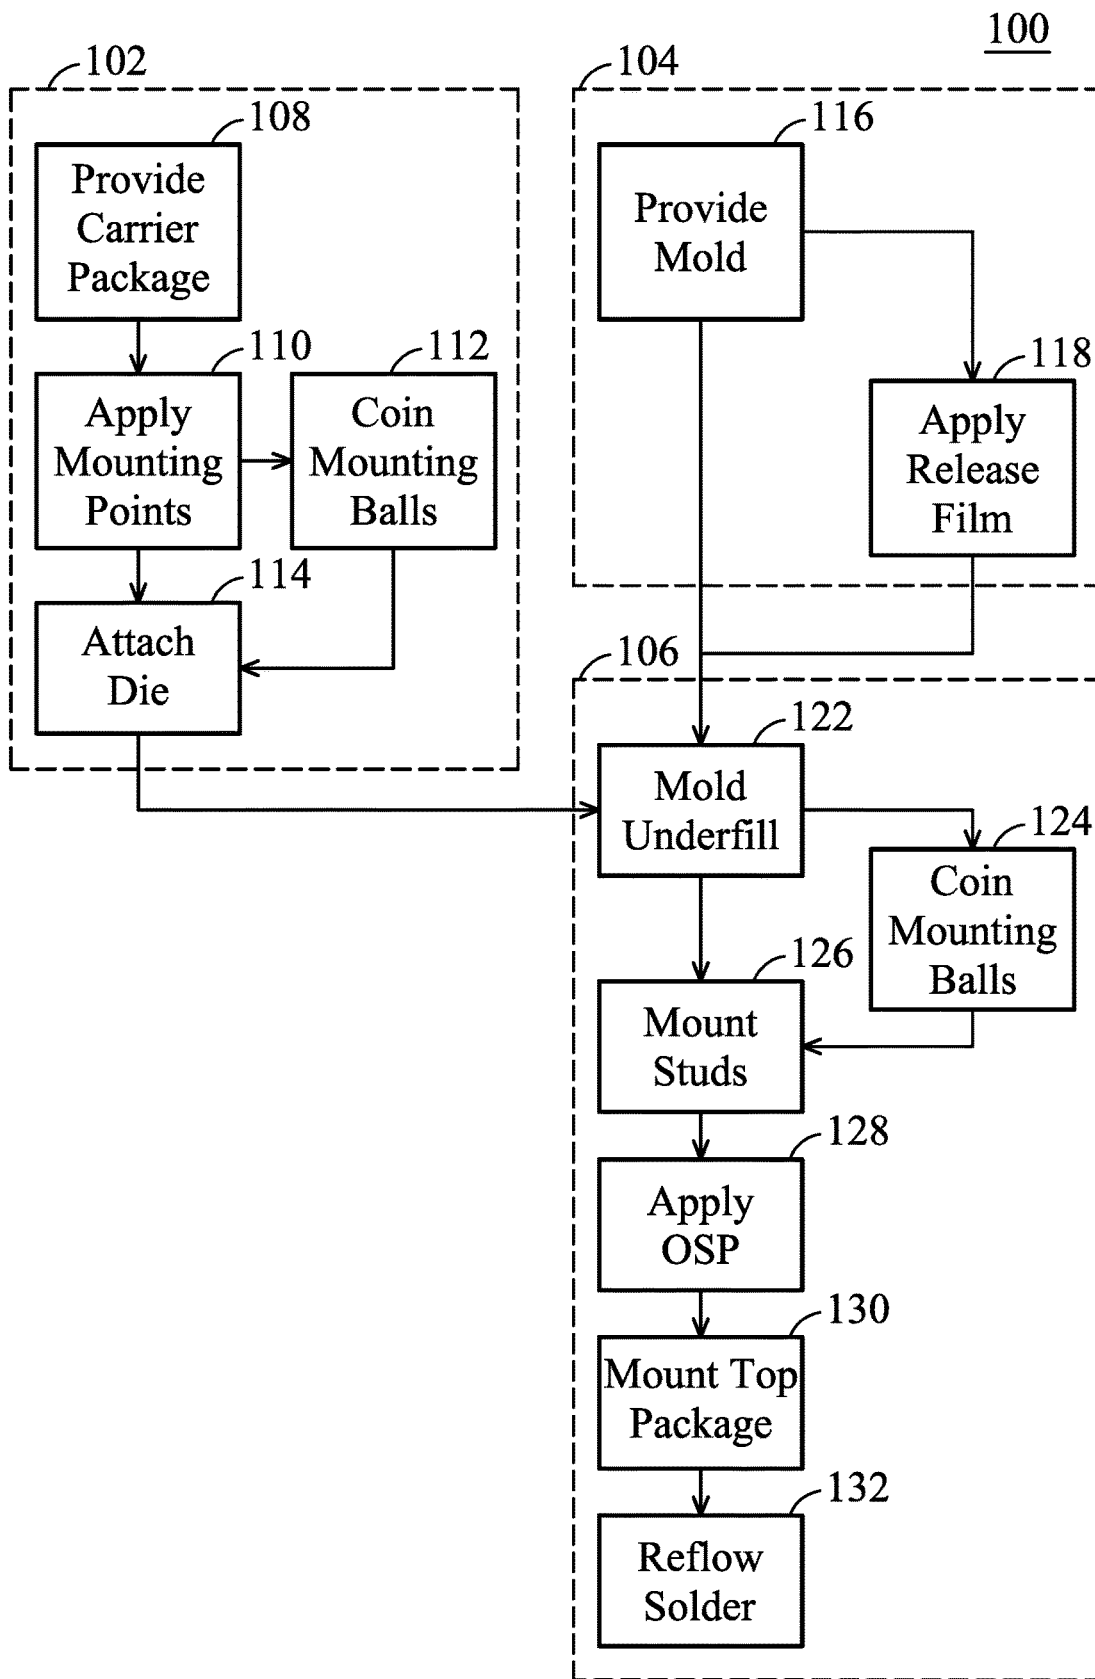 100
102
108
Provide
Carrier
Package
110
Apply
Mounting
Points
112
Coin
Mounting
Balls
114
Attach
Die
104
116
Provide
Mold
118
Apply
Release
Film
106
122
Mold
Underfill
124
Coin
Mounting
Balls
126
Mount
Studs
128
Apply
OSP
130
Mount Top
Package
132
Reflow
Solder